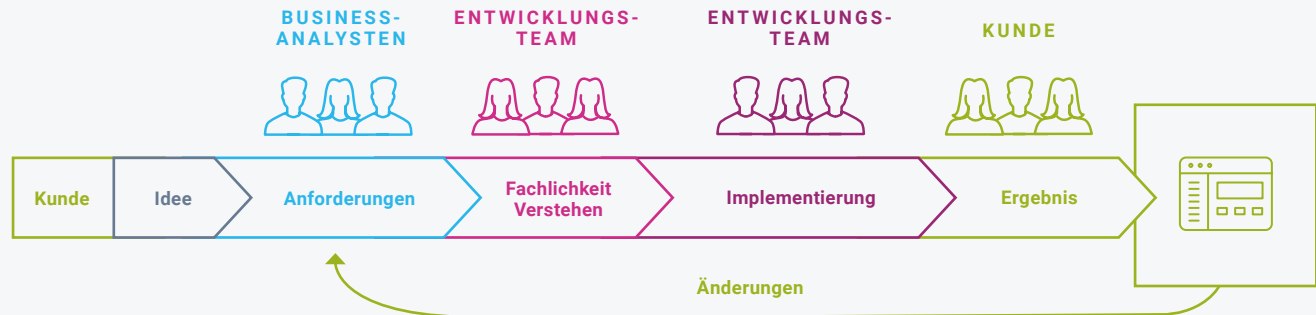 BUSINESS-
ANALYSTEN
ENTWICKLUNGS-
TEAM
ENTWICKLUNGS-
TEAM
KUNDE
Kunde
Idee
Anforderungen
Fachlichkeit
Verstehen
Implementierung
Ergebnis
Änderungen